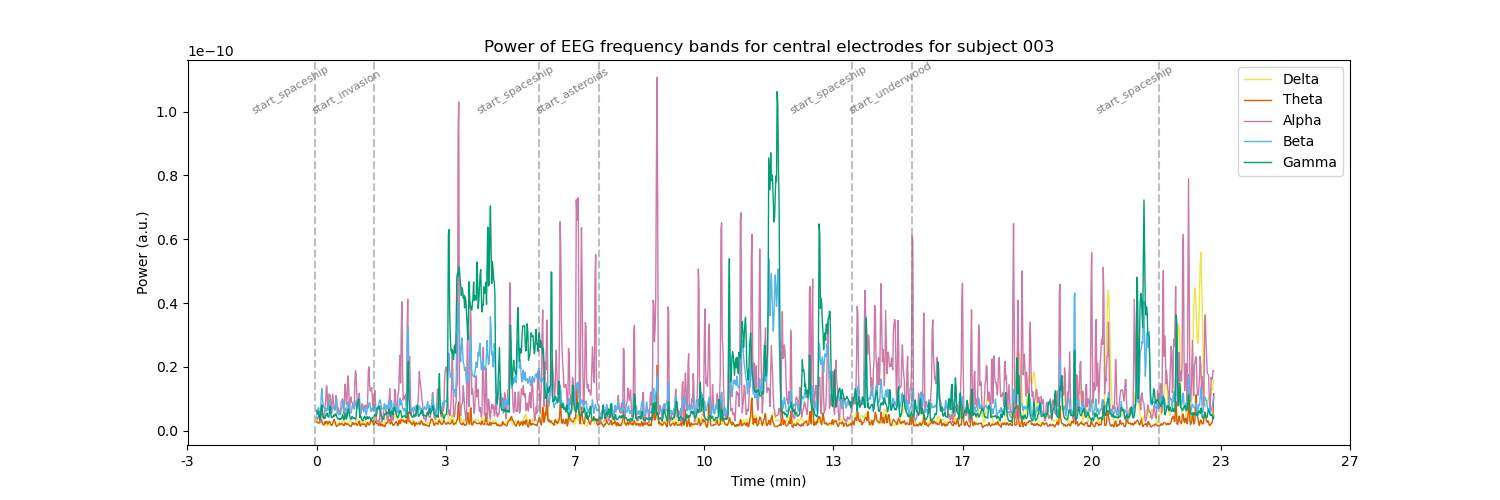 Power of EEG frequency bands for central electrodes for subject 003
1e−10
start_spaceship
start_invasion
start_spaceship
start_asteroids
start_spaceship
start_underwood
start_spaceship
Delta
Theta
Alpha
Beta
Gamma
1.0
0.8
0.6
0.4
0.2
0.0
Power (a.u.)
-3 0 3 7 10 13 17 20 23 27
Time (min)